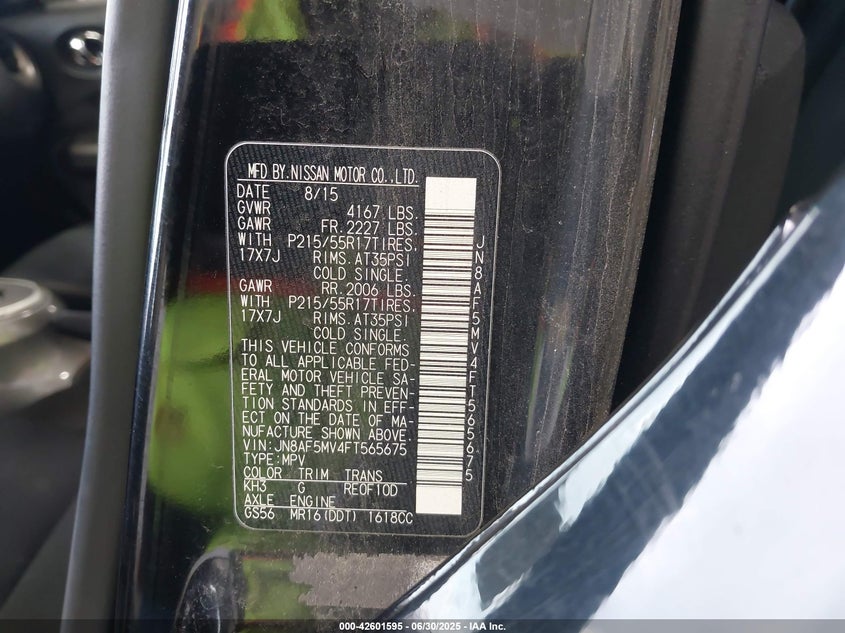 MFD BY NISSAN MOTOR CO.,LTD.
DATE 8/15
GVWR 4167 LBS.
GAWR FR.2227 LBS.
WITH P215/55R17TIRES.
17X7J RIMS.AT35PSI
COLD SINGLE.
GAWR RR.2006 LBS.
WITH P215/55R17TIRES.
17X7J RIMS.AT35PSI
COLD SINGLE.
THIS VEHICLE CONFORMS
TO ALL APPLICABLE FED-
ERAL MOTOR VEHICLE SA-
FETY AND THEFT PREVEN-
TION STANDARDS IN EFF-
ECT ON THE DATE OF MA-
NUFACTURE SHOWN ABOVE.
VIN:JN8AF5MV4FT565675
TYPE:MPV
COLOR TRIM TRANS
KH3 G RE0F10D
AXLE ENGINE
GS56 MR16(DDT) 1618CC
JN8AF5MV4FT565675
000-42601595 - 06/30/2025 - IAA Inc.